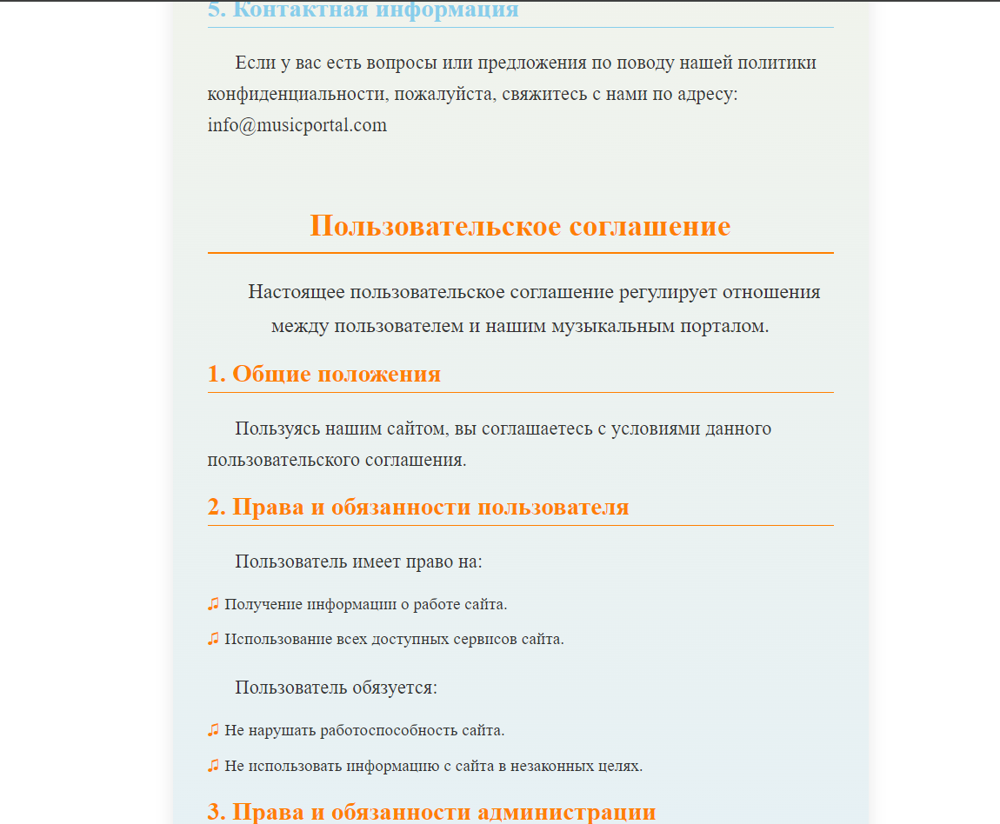 5. Контактная информация
Если у вас есть вопросы или предложения по поводу нашей политики
конфиденциальности, пожалуйста, свяжитесь с нами по адресу:
info@musicportal.com
Пользовательское соглашение
Настоящее пользовательское соглашение регулирует отношения
между пользователем и нашим музыкальным порталом.
1. Общие положения
Пользуясь нашим сайтом, вы соглашаетесь с условиями данного
пользовательского соглашения.
2. Права и обязанности пользователя
Пользователь имеет право на:
♫ Получение информации о работе сайта.
♫ Использование всех доступных сервисов сайта.
Пользователь обязуется:
♫ Не нарушать работоспособность сайта.
♫ Не использовать информацию с сайта в незаконных целях.
3. Права и обязанности администрации